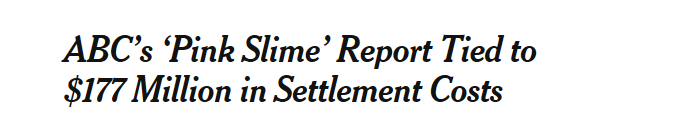 ABC’s ‘Pink Slime’ Report Tied to
$177 Million in Settlement Costs